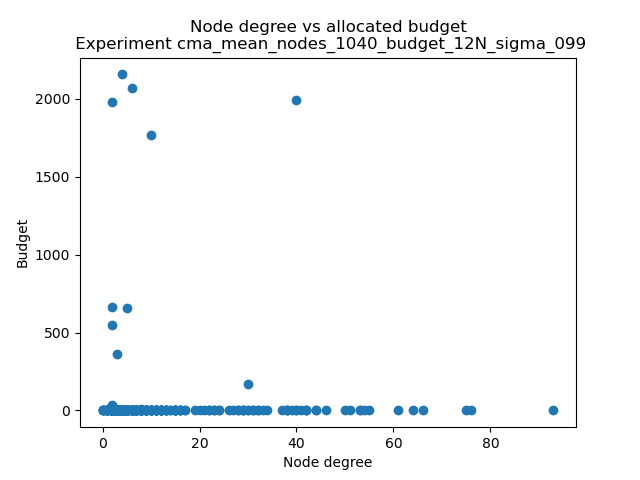 Node degree vs allocated budget
Experiment cma_mean_nodes_1040_budget_12N_sigma_099
2000
1500
1000
500
0
Budget
0 20 40 60 80
Node degree